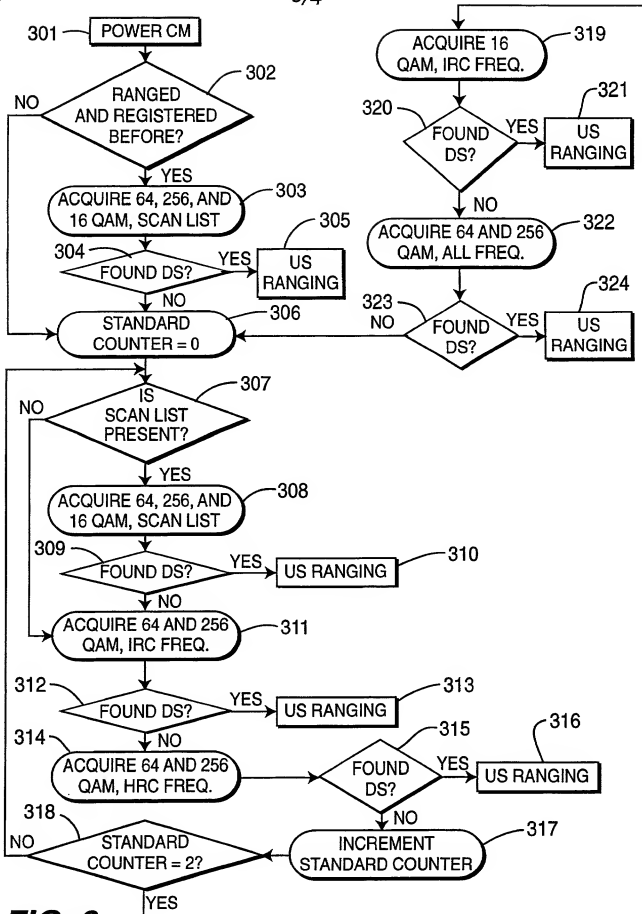 3/4
301
POWER CM
302
NO
RANGED
AND REGISTERED
BEFORE?
YES
303
ACQUIRE 64, 256, AND
16 QAM, SCAN LIST
304
305
FOUND DS?
YES
US
RANGING
NO
306
STANDARD
COUNTER = 0
307
NO
IS
SCAN LIST
PRESENT?
YES
308
ACQUIRE 64, 256, AND
16 QAM, SCAN LIST
309
FOUND DS?
YES
US RANGING
310
NO
311
ACQUIRE 64 AND 256
QAM, IRC FREQ.
312
FOUND DS?
YES
US RANGING
313
NO
314
ACQUIRE 64 AND 256
QAM, HRC FREQ.
315
FOUND
DS?
YES
US RANGING
316
NO
317
INCREMENT
STANDARD COUNTER
318
NO
STANDARD
COUNTER = 2?
YES
319
ACQUIRE 16
QAM, IRC FREQ.
320
FOUND
DS?
YES
321
US
RANGING
NO
322
ACQUIRE 64 AND 256
QAM, ALL FREQ.
323
NO
FOUND
DS?
YES
324
US
RANGING